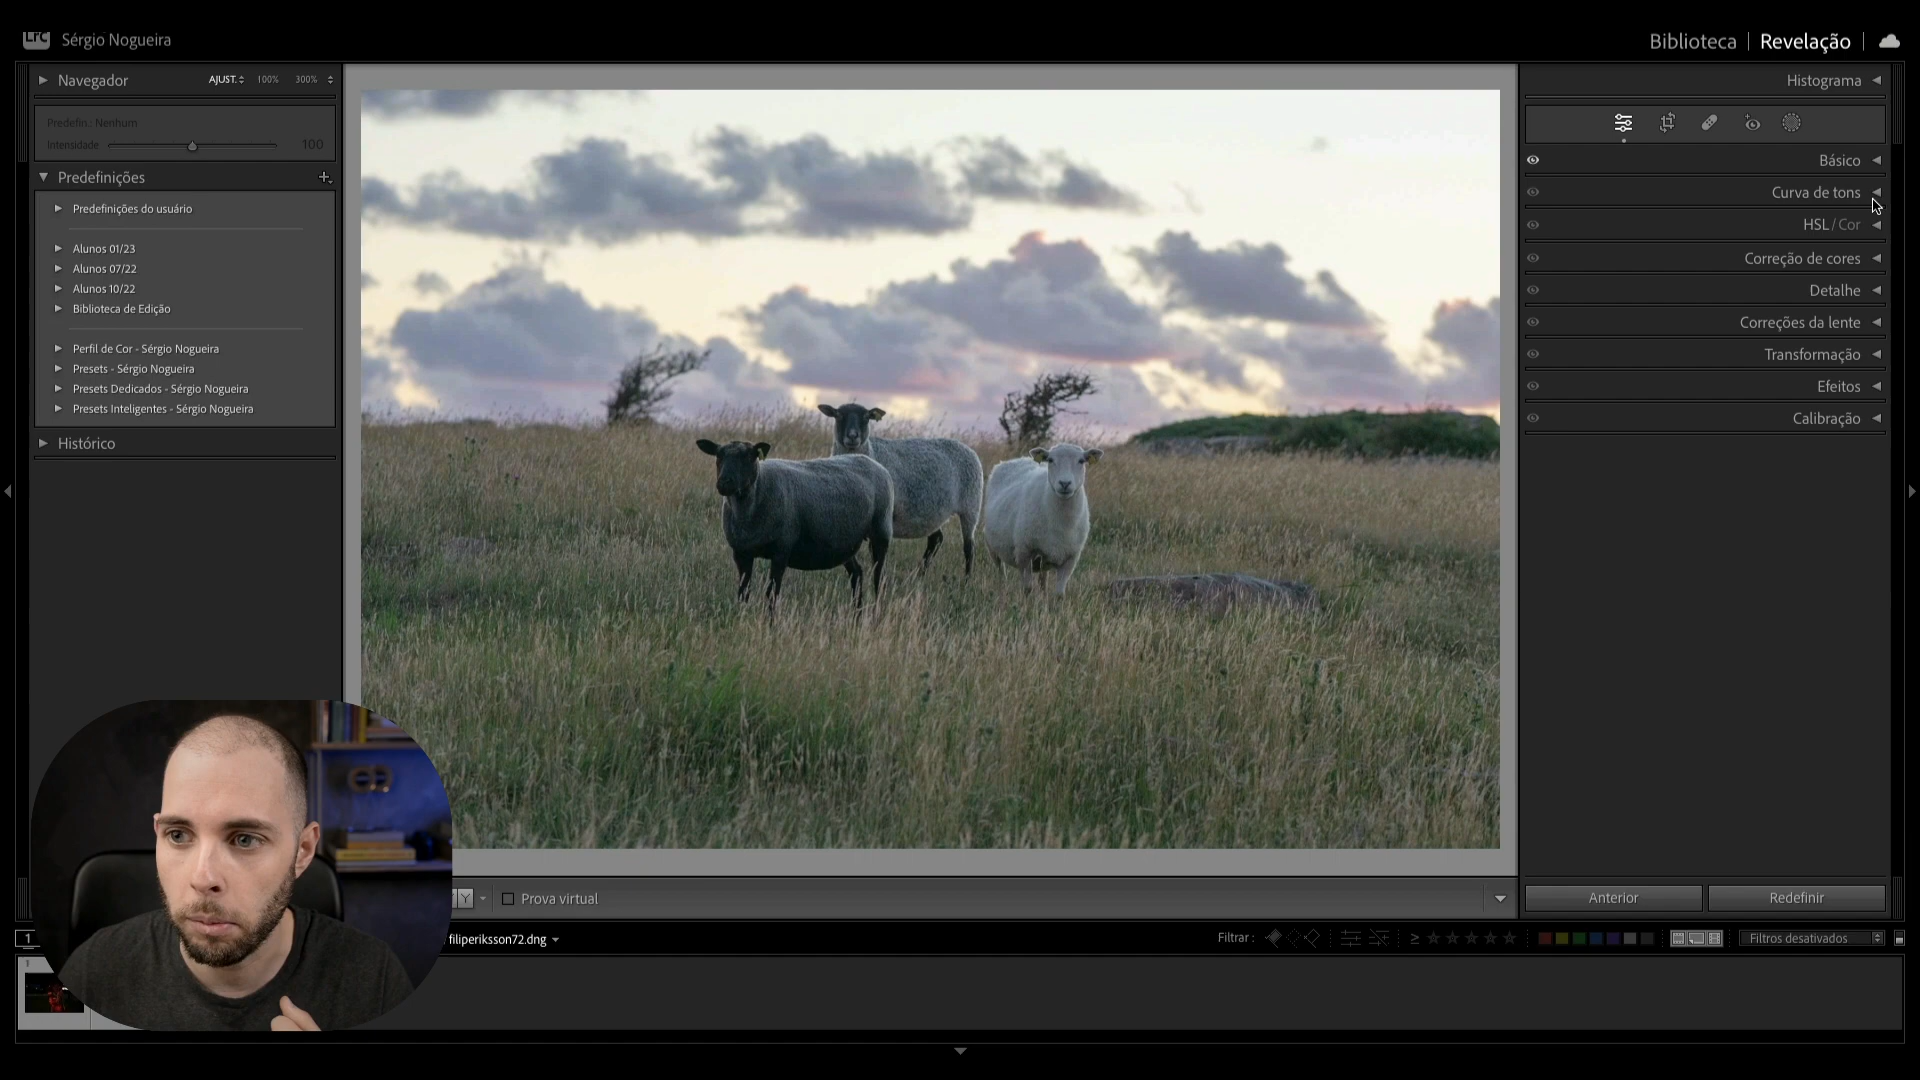 LrC Sérgio Nogueira
Biblioteca | Revelação |
Navegador AJUST. 100% 300%
Predefin.: Nenhum
Intensidade 100
Predefinições
Predefinições do usuário
Alunos 01/23
Alunos 07/22
Alunos 10/22
Biblioteca de Edição
Perfil de Cor - Sérgio Nogueira
Presets - Sérgio Nogueira
Presets Dedicados - Sérgio Nogueira
Presets Inteligentes - Sérgio Nogueira
Histórico
Histograma
Básico
Curva de tons
HSL / Cor
Correção de cores
Detalhe
Correções da lente
Transformação
Efeitos
Calibração
Y Prova virtual
Anterior Redefinir
1 filiperiksson72.dng
Filtrar : ≥ Filtros desativados
1